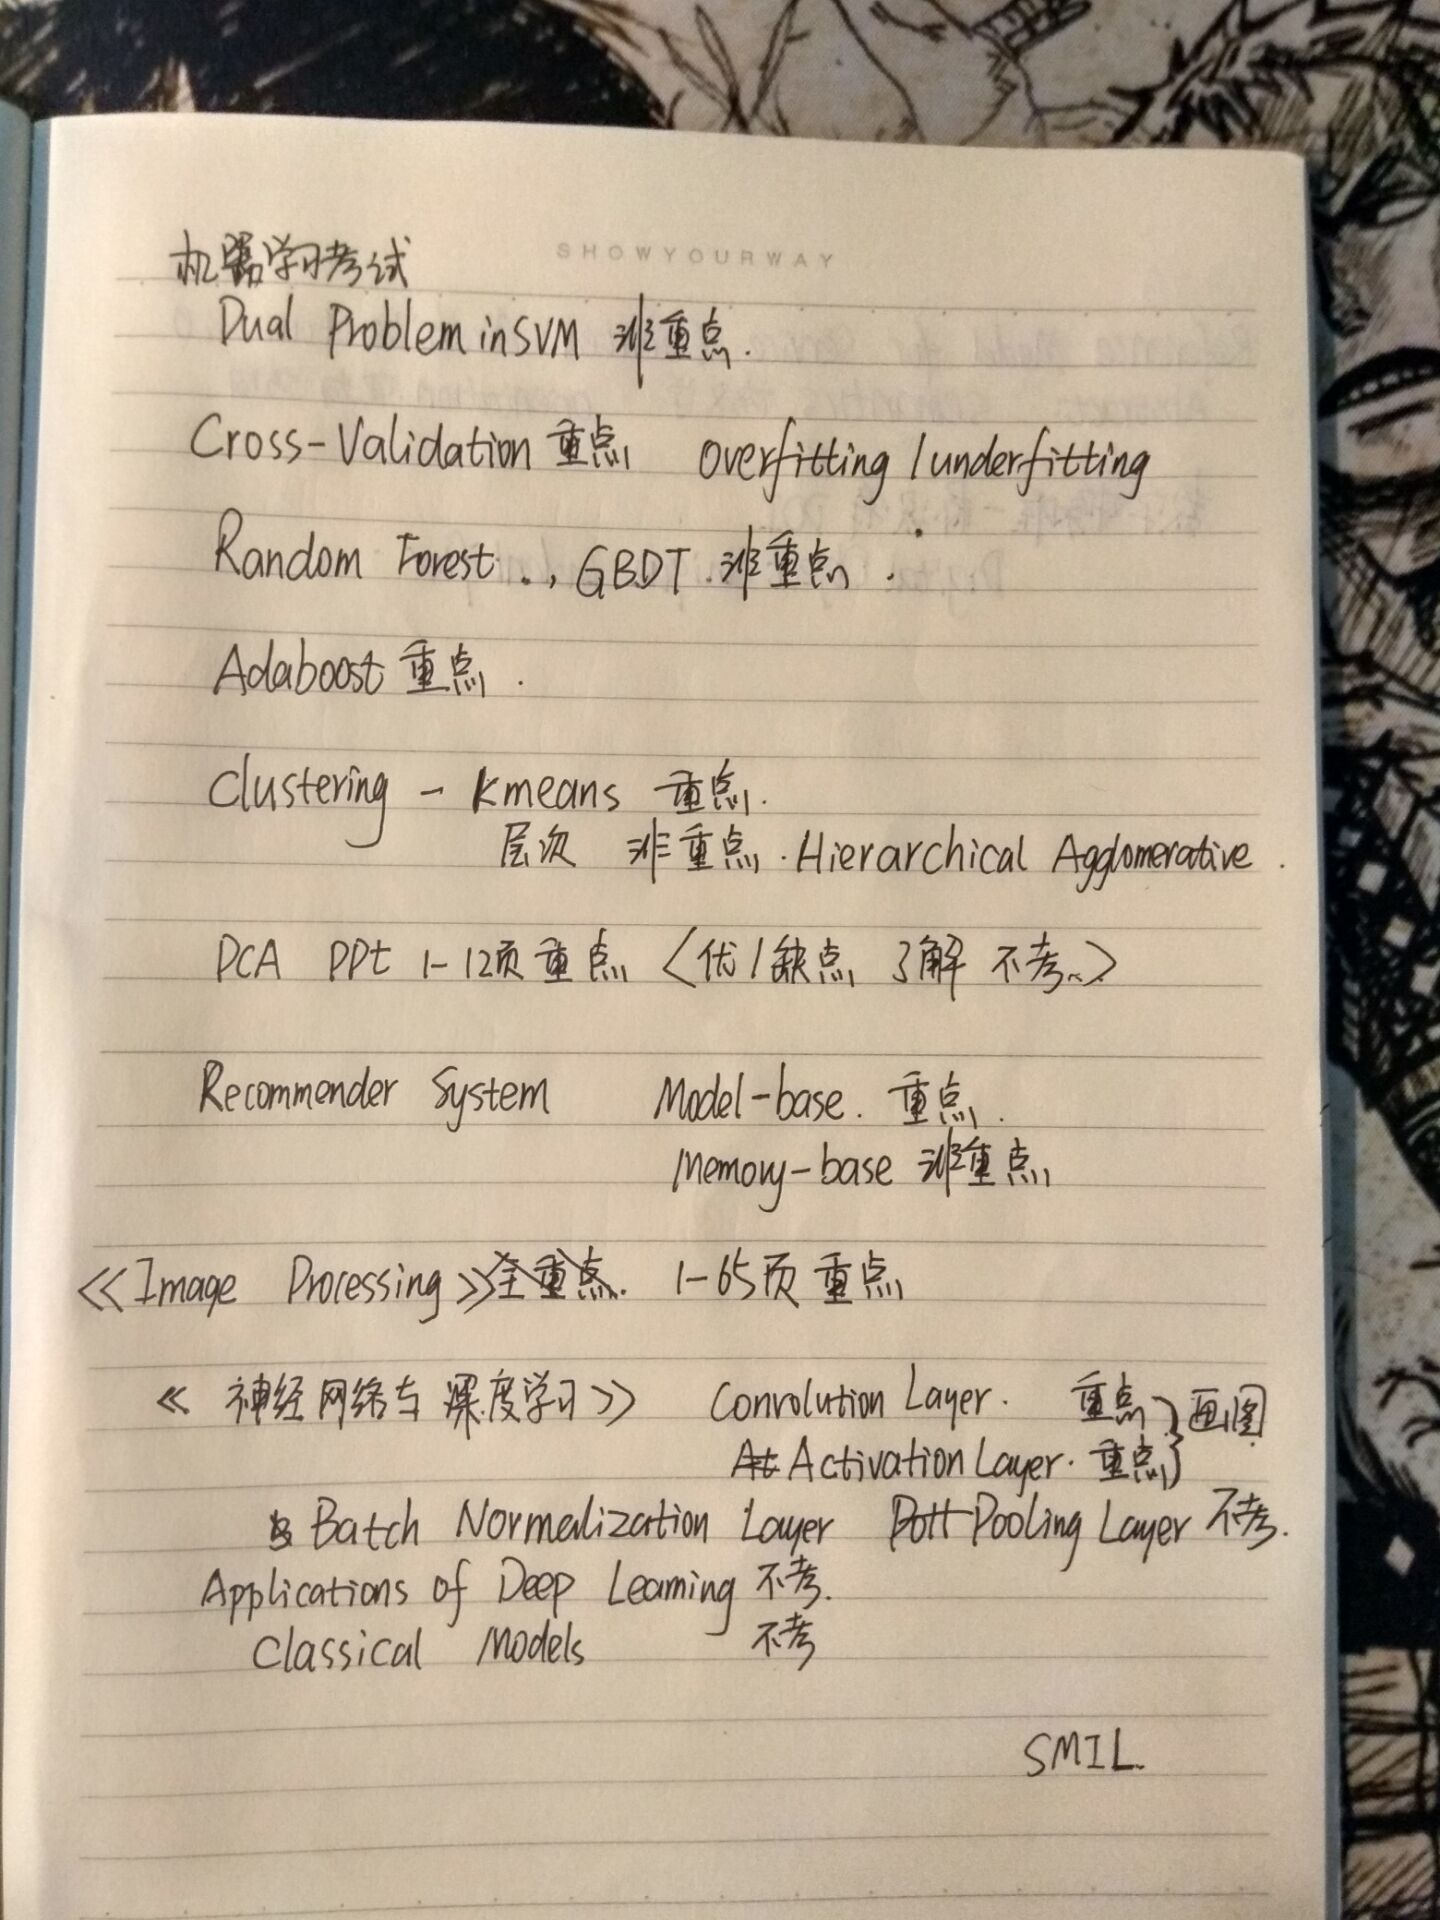 SHOWYOURWAY
机器学习考试
Dual Problem in SVM 非重点.
Cross-Validation 重点 Overfitting / underfitting
Random Forest., GBDT. 非重点.
Adaboost 重点.
Clustering - kmeans 重点.
层次 非重点. Hierarchical Agglomerative.
PCA PPt 1-12页重点 〈优/缺点 了解 不考.〉
Recommender System Model-base. 重点.
Memory-base 非重点
《Image Processing》全重点. 1-65页重点
《神经网络与深度学习》 Convolution Layer. 重点 } 画图
Activation Layer. 重点
Batch Normalization Layer Pooling Layer 不考.
Applications of Deep Learning 不考.
Classical Models 不考
SMIL.